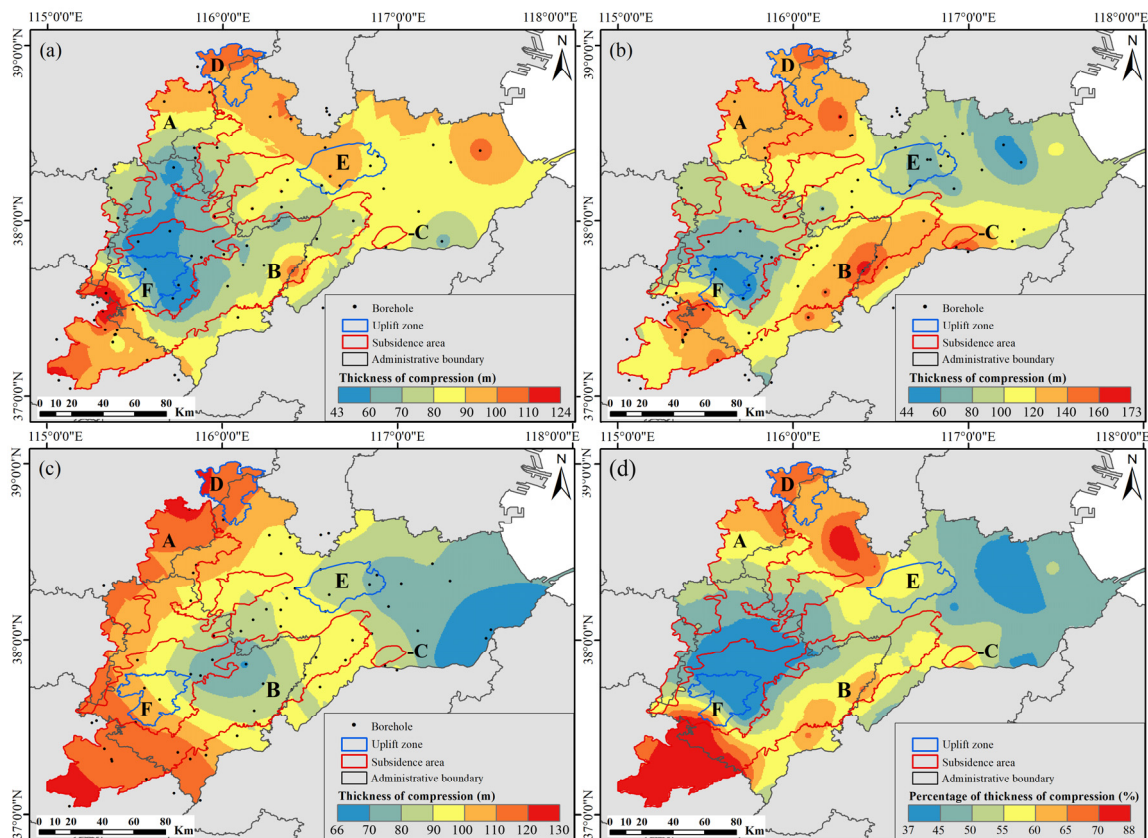 115°0'0"E 116°0'0"E 117°0'0"E 118°0'0"E
(a)
N
39°0'0"N
38°0'0"N
37°0'0"N
A
B
-C
D
E
F
Borehole
Uplift zone
Subsidence area
Administrative boundary
Thickness of compression (m)
43 60 70 80 90 100 110 124
0 10 20 40 60 80
Km
115°0'0"E 116°0'0"E 117°0'0"E 118°0'0"E
(b)
N
39°0'0"N
38°0'0"N
37°0'0"N
A
B
-C
D
E
F
Borehole
Uplift zone
Subsidence area
Administrative boundary
Thickness of compression (m)
44 60 80 100 120 140 160 173
0 10 20 40 60 80
Km
115°0'0"E 116°0'0"E 117°0'0"E 118°0'0"E
(c)
N
39°0'0"N
38°0'0"N
37°0'0"N
A
B
-C
D
E
F
Borehole
Uplift zone
Subsidence area
Administrative boundary
Thickness of compression (m)
66 70 80 90 100 110 120 130
0 10 20 40 60 80
Km
115°0'0"E 116°0'0"E 117°0'0"E 118°0'0"E
(d)
N
39°0'0"N
38°0'0"N
37°0'0"N
A
B
-C
D
E
F
Uplift zone
Subsidence area
Administrative boundary
Percentage of thickness of compression (%)
37 45 50 55 60 65 70 78
0 10 20 40 60 80
Km